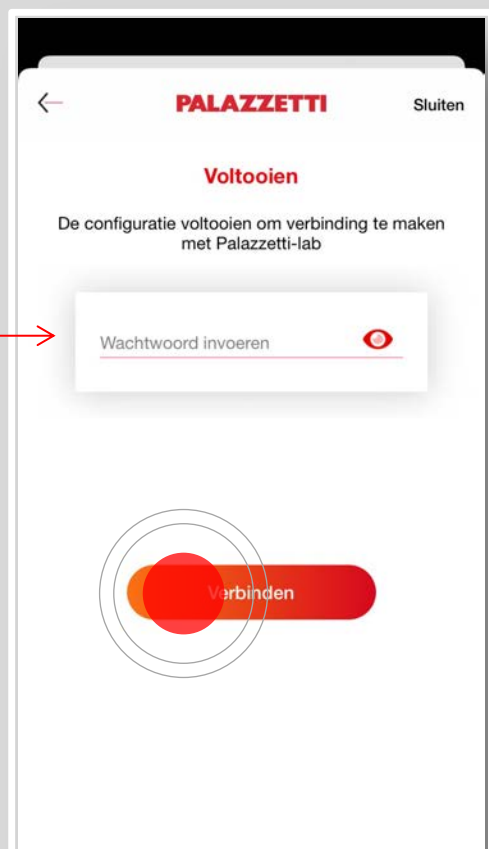 PALAZZETTI
Sluiten
Voltooien
De configuratie voltooien om verbinding te maken
met Palazzetti-lab
Wachtwoord invoeren
Verbinden